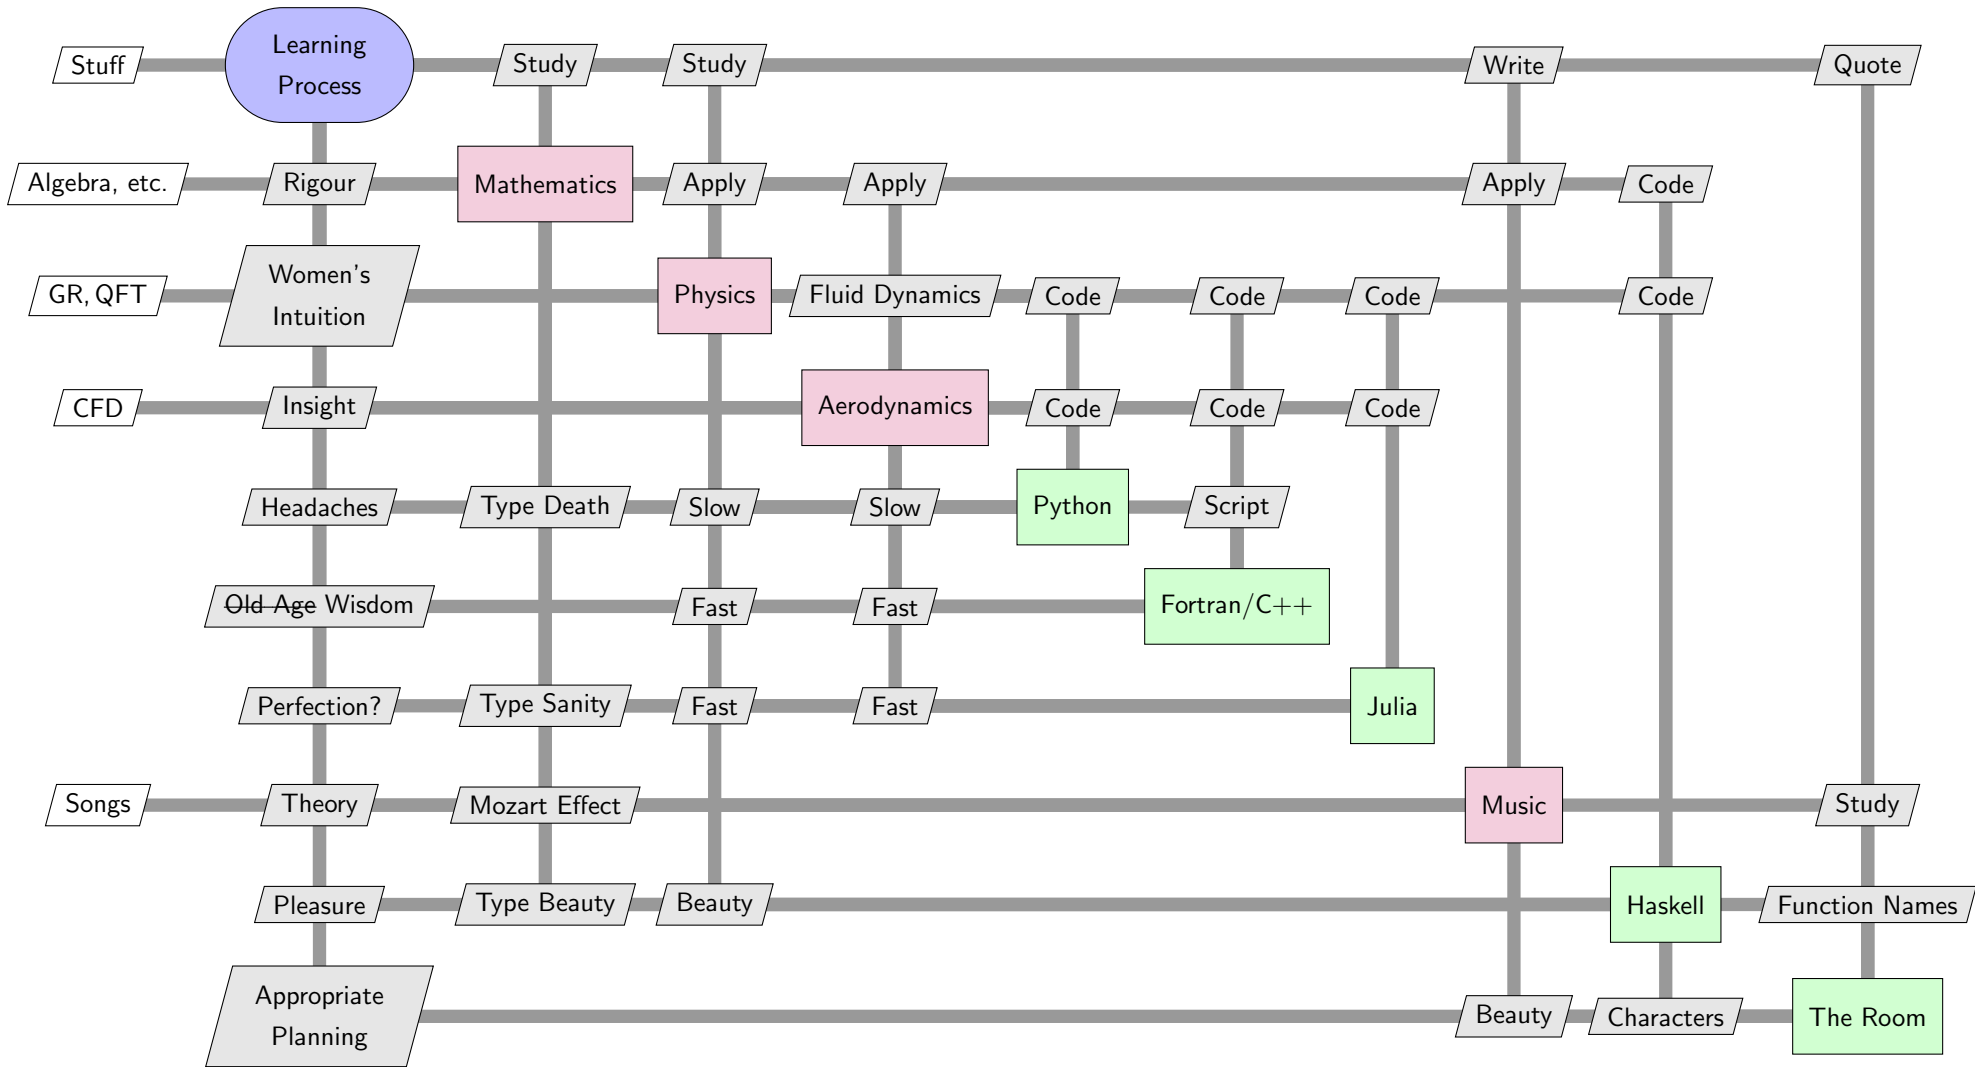 Learning
Process
Stuff
Study
Study
Write
Quote
Algebra, etc.
Rigour
Mathematics
Apply
Apply
Apply
Code
GR, QFT
Women's
Intuition
Physics
Fluid Dynamics
Code
Code
Code
Code
CFD
Insight
Aerodynamics
Code
Code
Code
Headaches
Type Death
Slow
Slow
Python
Script
Old Age Wisdom
Fast
Fast
Fortran/C++
Perfection?
Type Sanity
Fast
Fast
Julia
Songs
Theory
Mozart Effect
Music
Study
Pleasure
Type Beauty
Beauty
Haskell
Function Names
Appropriate
Planning
Beauty
Characters
The Room